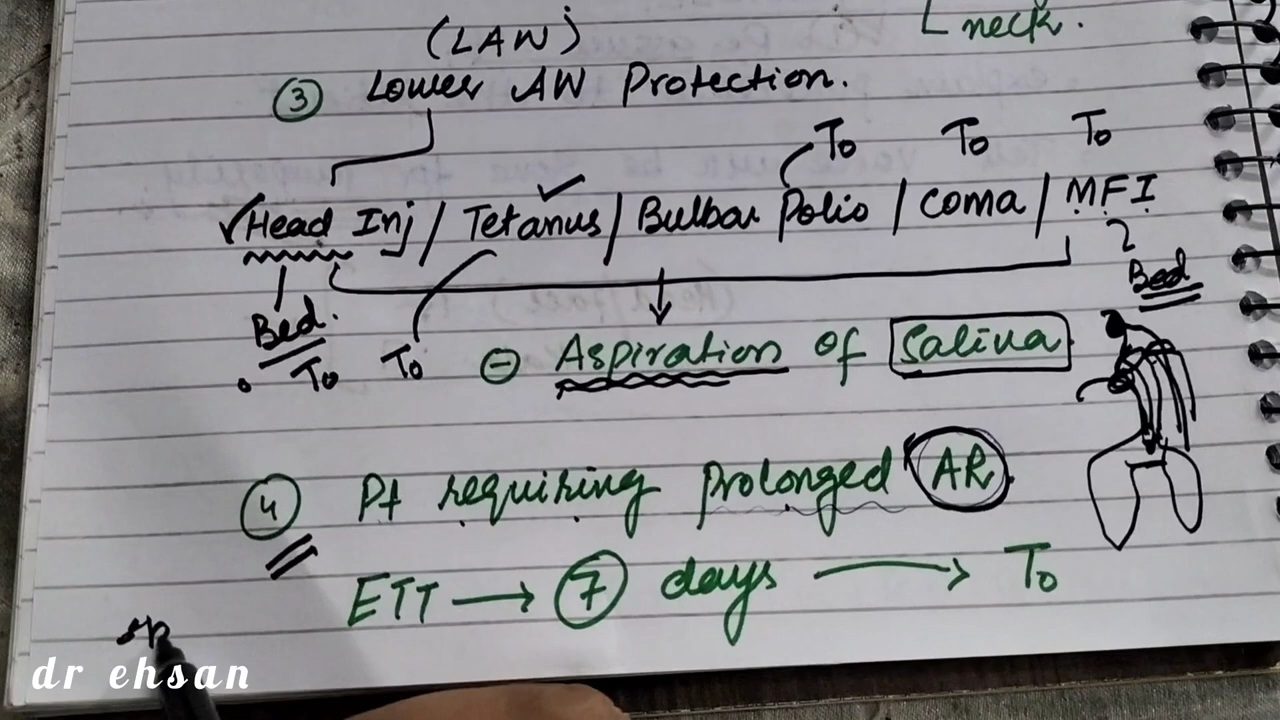 neck.
(LAW)
③ Lower AW Protection.
To To To
✓Head Inj / Tetanus ✓ / Bulbar Polio / Coma / MFI
Bed.
Bed
To To
⊖ Aspiration of Saliva
④ Pt requiring prolonged AR.
ETT → ⑦ days → To
dr ehsan